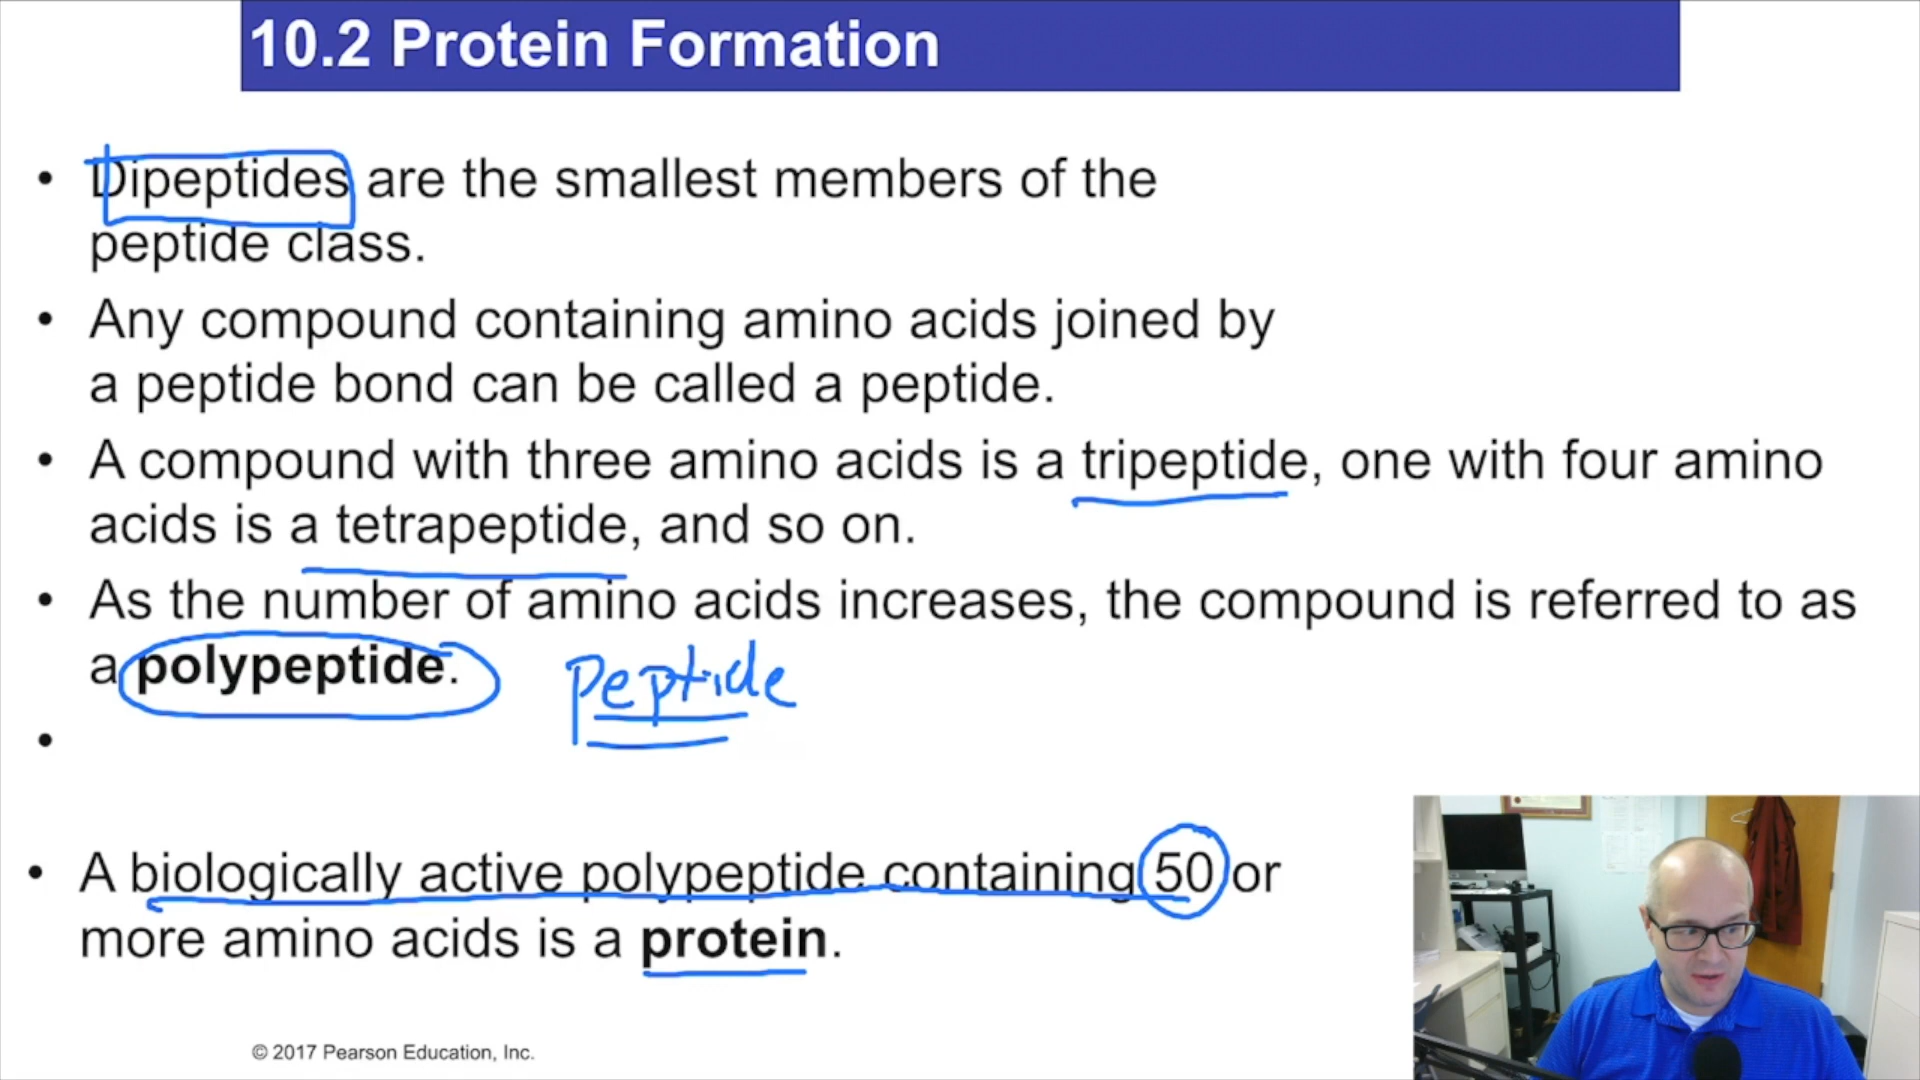 10.2 Protein Formation
• Dipeptides are the smallest members of the
peptide class.
• Any compound containing amino acids joined by
a peptide bond can be called a peptide.
• A compound with three amino acids is a tripeptide, one with four amino
acids is a tetrapeptide, and so on.
• As the number of amino acids increases, the compound is referred to as
a polypeptide.
peptide
•
• A biologically active polypeptide containing 50 or
more amino acids is a protein.
© 2017 Pearson Education, Inc.